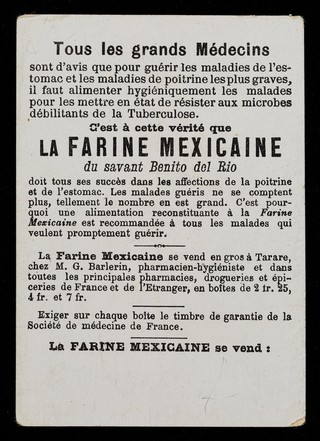 Tous les grands Médecins
sont d'avis que pour guérir les maladies de l'es-
tomac et les maladies de poitrine les plus graves,
il faut alimenter hygiéniquement les malades
pour les mettre en état de résister aux microbes
débilitants de la Tuberculose.
C'est à cette vérité que
LA FARINE MEXICAINE
du savant Benito del Rio
doit tous ses succès dans les affections de la poitrine
et de l'estomac. Les malades guéris ne se comptent
plus, tellement le nombre en est grand. C'est pour-
quoi une alimentation reconstituante à la Farine
Mexicaine est recommandée à tous les malades qui
veulent promptement guérir.
La Farine Mexicaine se vend en gros à Tarare,
chez M. G. Barlerin, pharmacien-hygiéniste et dans
toutes les principales pharmacies, drogueries et épi-
ceries de France et de l'Etranger, en boîtes de 2 fr. 25,
4 fr. et 7 fr.
Exiger sur chaque boîte le timbre de garantie de la
Société de médecine de France.
La FARINE MEXICAINE se vend :